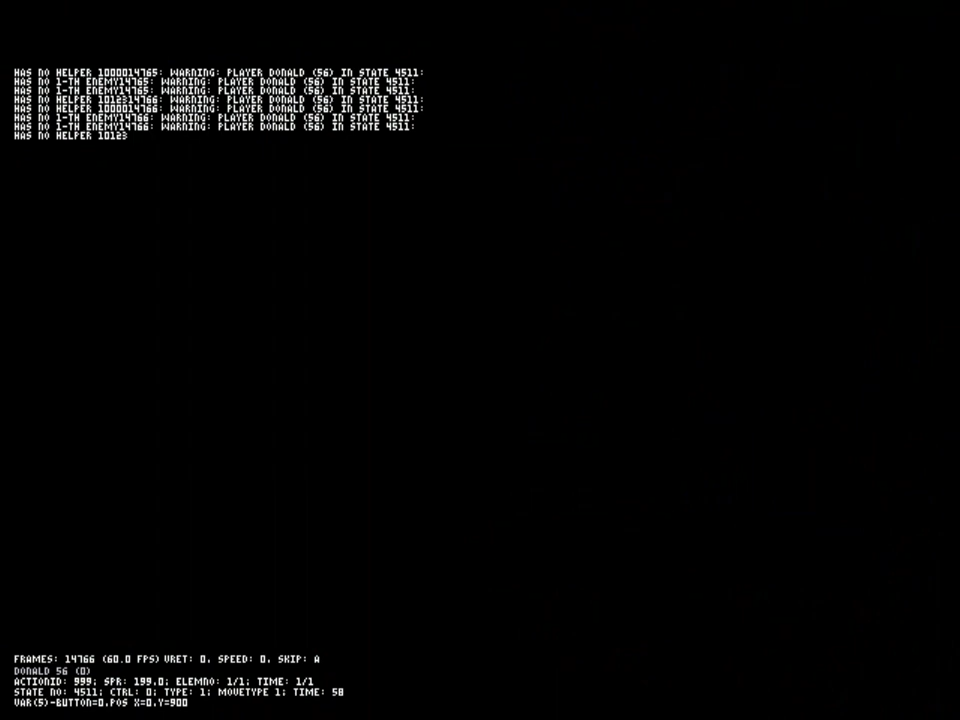 HAS NO HELPER 1000014765: WARNING: PLAYER DONALD (56) IN STATE 4511:
HAS NO 1-TH ENEMY14765: WARNING: PLAYER DONALD (56) IN STATE 4511:
HAS NO 1-TH ENEMY14765: WARNING: PLAYER DONALD (56) IN STATE 4511:
HAS NO HELPER 1012314766: WARNING: PLAYER DONALD (56) IN STATE 4511:
HAS NO HELPER 1000014766: WARNING: PLAYER DONALD (56) IN STATE 4511:
HAS NO 1-TH ENEMY14766: WARNING: PLAYER DONALD (56) IN STATE 4511:
HAS NO 1-TH ENEMY14766: WARNING: PLAYER DONALD (56) IN STATE 4511:
HAS NO HELPER 10123
FRAMES: 14766 (60.0 FPS) VRET: 0, SPEED: 0, SKIP: A
DONALD 56 (0)
ACTIONID: 999; SPR: 199,0; ELEMNO: 1/1; TIME: 1/1
STATE NO: 4511; CTRL: 0; TYPE: 1; MOVETYPE 1; TIME: 58
VAR(5)-BUTTON=0,POS X=0,Y=900